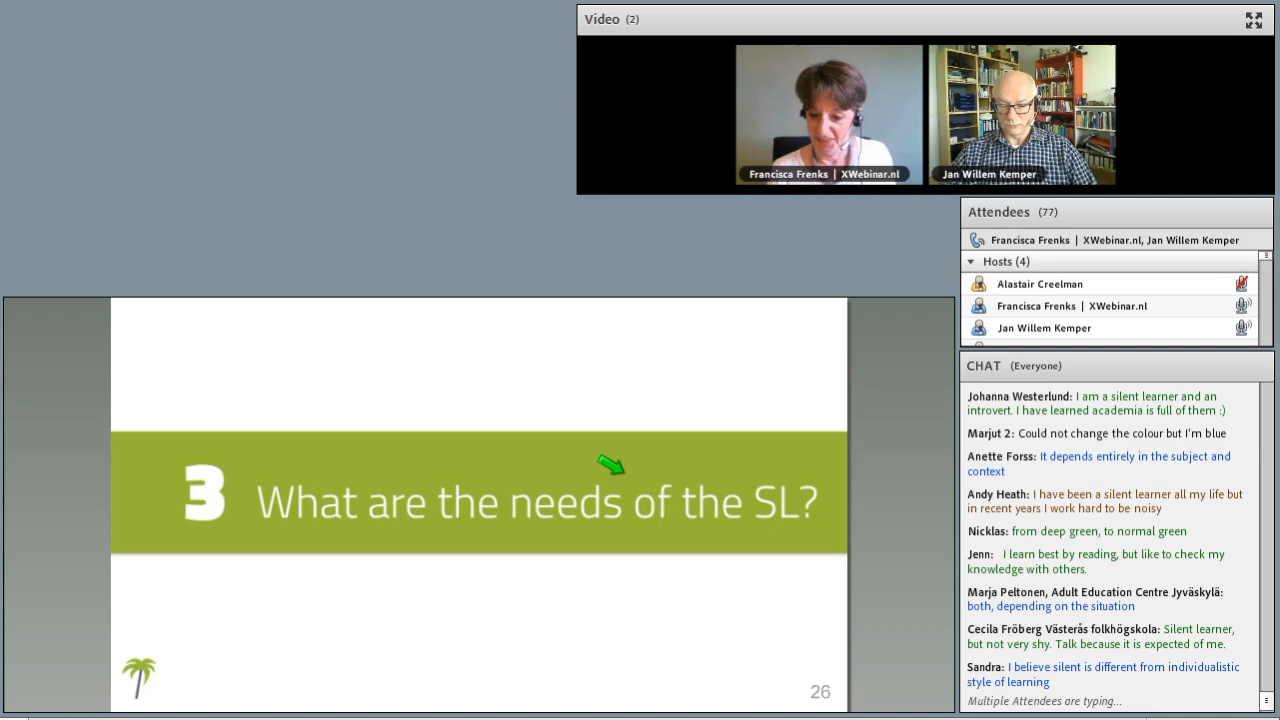 Video (2)
Francisca Frenks | XWebinar.nl
Jan Willem Kemper
Attendees (77)
Francisca Frenks | XWebinar.nl, Jan Willem Kemper
Hosts (4)
Alastair Creelman
Francisca Frenks | XWebinar.nl
Jan Willem Kemper
3 What are the needs of the SL?
26
CHAT (Everyone)
Johanna Westerlund: I am a silent learner and an
introvert. I have learned academia is full of them :)
Marjut 2: Could not change the colour but I'm blue
Anette Forss: It depends entirely in the subject and
context
Andy Heath: I have been a silent learner all my life but
in recent years I work hard to be noisy
Nicklas: from deep green, to normal green
Jenn: I learn best by reading, but like to check my
knowledge with others.
Marja Peltonen, Adult Education Centre Jyväskylä:
both, depending on the situation
Cecila Fröberg Västerås folkhögskola: Silent learner,
but not very shy. Talk because it is expected of me.
Sandra: I believe silent is different from individualistic
style of learning
Multiple Attendees are typing...